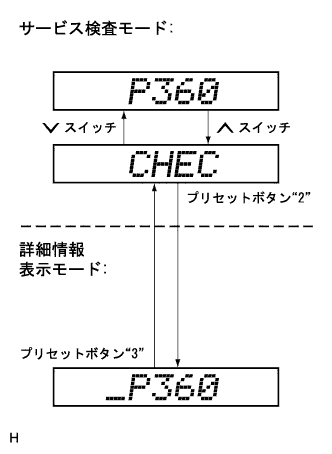 サービス検査モード:
P360
∨ スイッチ
∧ スイッチ
CHEC
プリセットボタン“2”
詳細情報
表示モード:
プリセットボタン“3”
_P360
H